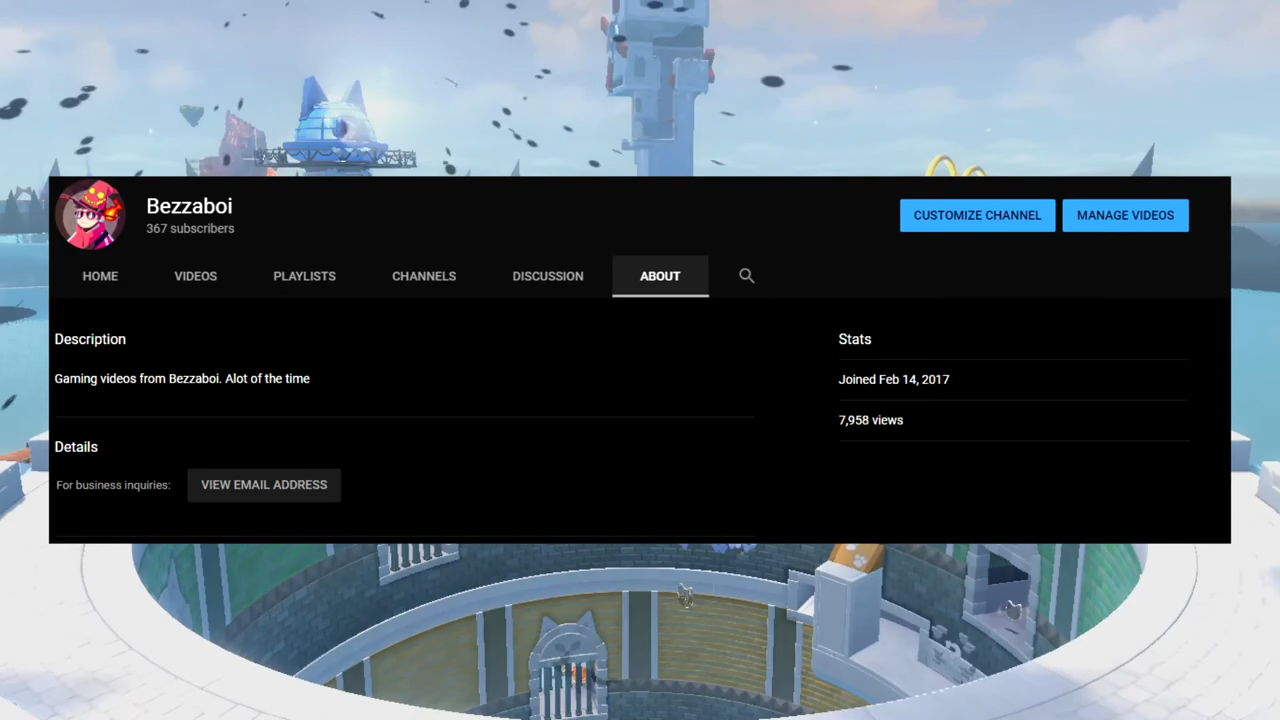 Bezzaboi
367 subscribers
CUSTOMIZE CHANNEL
MANAGE VIDEOS
HOME
VIDEOS
PLAYLISTS
CHANNELS
DISCUSSION
ABOUT
Description
Gaming videos from Bezzaboi. Alot of the time
Details
For business inquiries:
VIEW EMAIL ADDRESS
Stats
Joined Feb 14, 2017
7,958 views